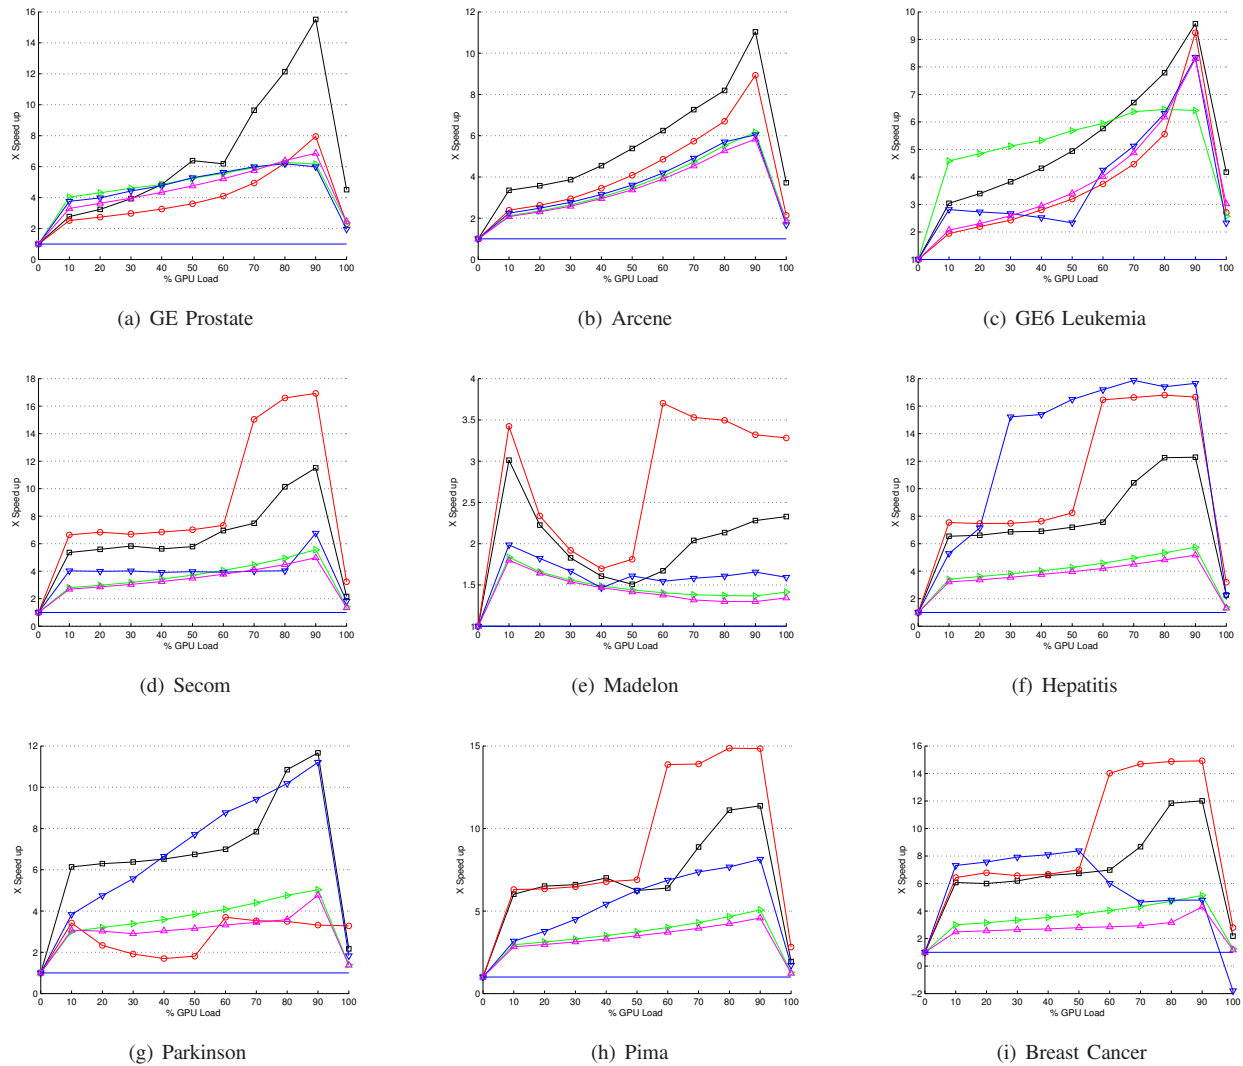 16
14
12
10
8
6
4
2
0
X Speed up
0 10 20 30 40 50 60 70 80 90 100
% GPU Load
(a) GE Prostate
12
10
8
6
4
2
0
X Speed up
0 10 20 30 40 50 60 70 80 90 100
% GPU Load
(b) Arcene
10
9
8
7
6
5
4
3
2
1
X Speed up
0 10 20 30 40 50 60 70 80 90 100
% GPU Load
(c) GE6 Leukemia
18
16
14
12
10
8
6
4
2
0
X Speed up
0 10 20 30 40 50 60 70 80 90 100
% GPU Load
(d) Secom
4
3.5
3
2.5
2
1.5
1
X Speed up
0 10 20 30 40 50 60 70 80 90 100
% GPU Load
(e) Madelon
18
16
14
12
10
8
6
4
2
0
X Speed up
0 10 20 30 40 50 60 70 80 90 100
% GPU Load
(f) Hepatitis
12
10
8
6
4
2
0
X Speed up
0 10 20 30 40 50 60 70 80 90 100
% GPU Load
(g) Parkinson
15
10
5
0
X Speed up
0 10 20 30 40 50 60 70 80 90 100
% GPU Load
(h) Pima
16
14
12
10
8
6
4
2
0
−2
X Speed up
0 10 20 30 40 50 60 70 80 90 100
% GPU Load
(i) Breast Cancer